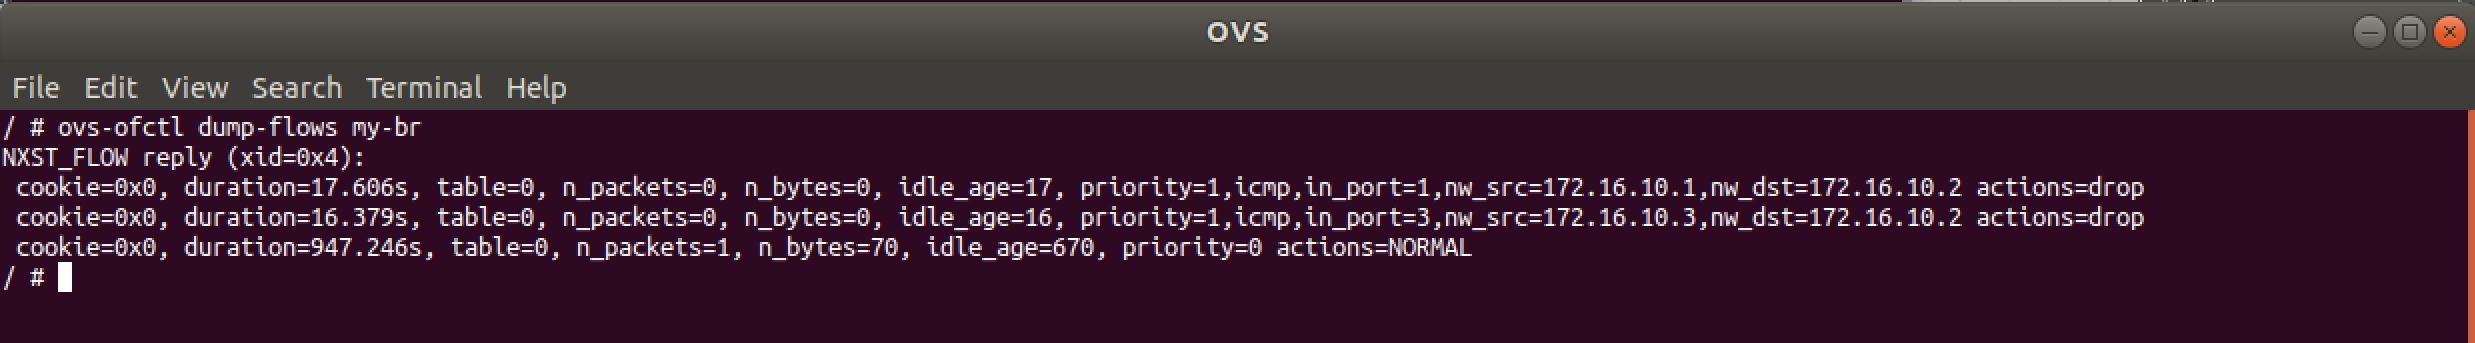 OVS
File Edit View Search Terminal Help
/ # ovs-ofctl dump-flows my-br
NXST_FLOW reply (xid=0x4):
 cookie=0x0, duration=17.606s, table=0, n_packets=0, n_bytes=0, idle_age=17, priority=1,icmp,in_port=1,nw_src=172.16.10.1,nw_dst=172.16.10.2 actions=drop
 cookie=0x0, duration=16.379s, table=0, n_packets=0, n_bytes=0, idle_age=16, priority=1,icmp,in_port=3,nw_src=172.16.10.3,nw_dst=172.16.10.2 actions=drop
 cookie=0x0, duration=947.246s, table=0, n_packets=1, n_bytes=70, idle_age=670, priority=0 actions=NORMAL
/ #